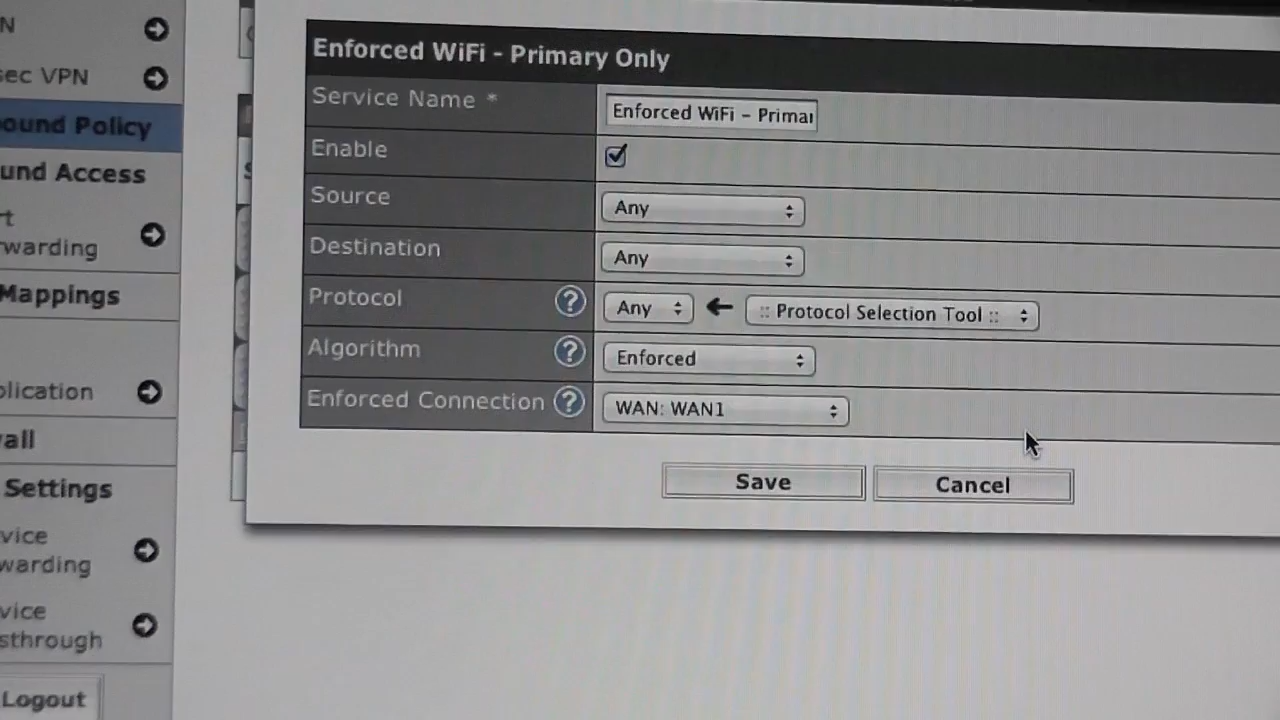 N
sec VPN
ound Policy
und Access
rt
warding
Mappings
plication
all
Settings
vice
warding
vice
sthrough
Logout
Enforced WiFi - Primary Only
Service Name * Enforced WiFi - Primar
Enable
Source Any
Destination Any
Protocol ? Any :: Protocol Selection Tool ::
Algorithm ? Enforced
Enforced Connection ? WAN: WAN1
Save Cancel